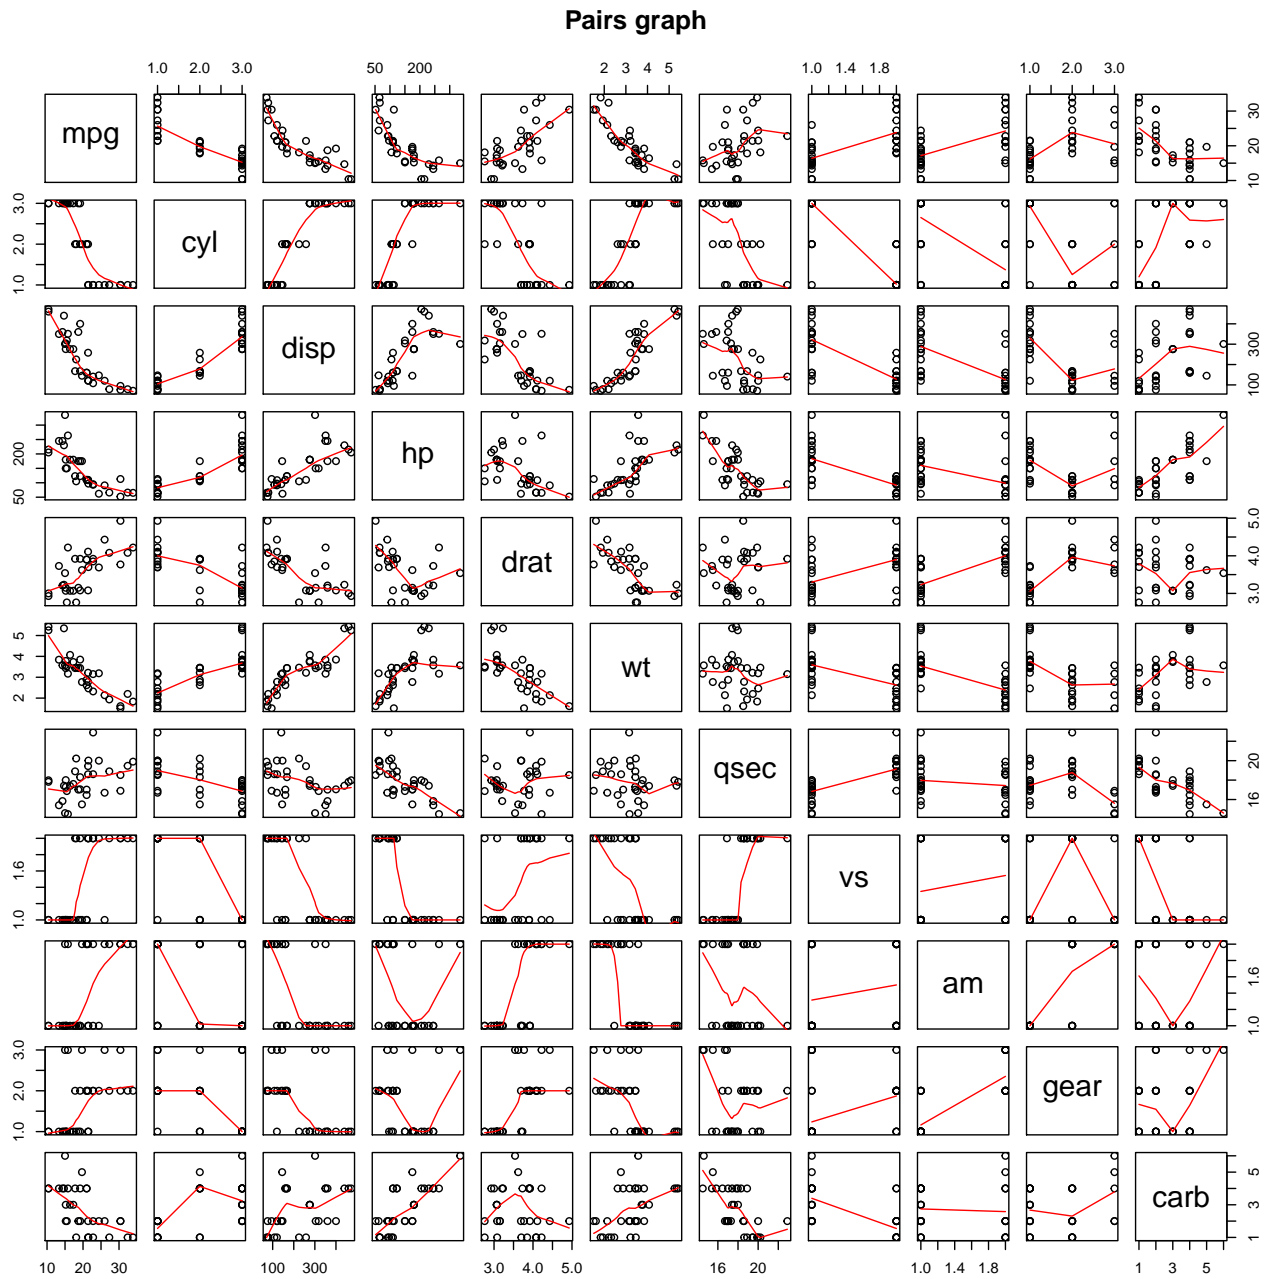 Pairs graph
1.0 2.0 3.0 50 200 2 3 4 5 1.0 1.4 1.8 1.0 2.0 3.0
mpg 10 20 30
1.0 2.0 3.0 cyl
disp 100 300
50 200 hp
drat 3.0 4.0 5.0
2 3 4 5 wt
qsec 16 20
1.0 1.6 vs
am 1.0 1.6
1.0 2.0 3.0 gear
carb 1 3 5
10 20 30 100 300 3.0 4.0 5.0 16 20 1.0 1.4 1.8 1 2 3 5